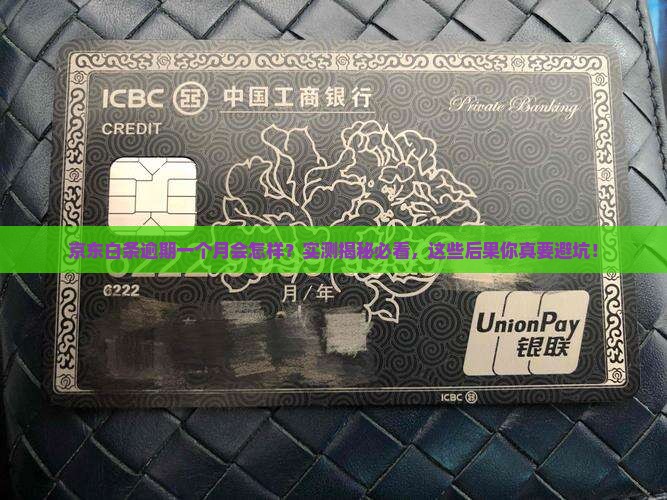 ICBC 中国工商银行
Private Banking
CREDIT
京东白条逾期一个月会怎样?实测揭秘必看,这些后果你真要避坑!
6222
月/年
UnionPay
银联
ICBC